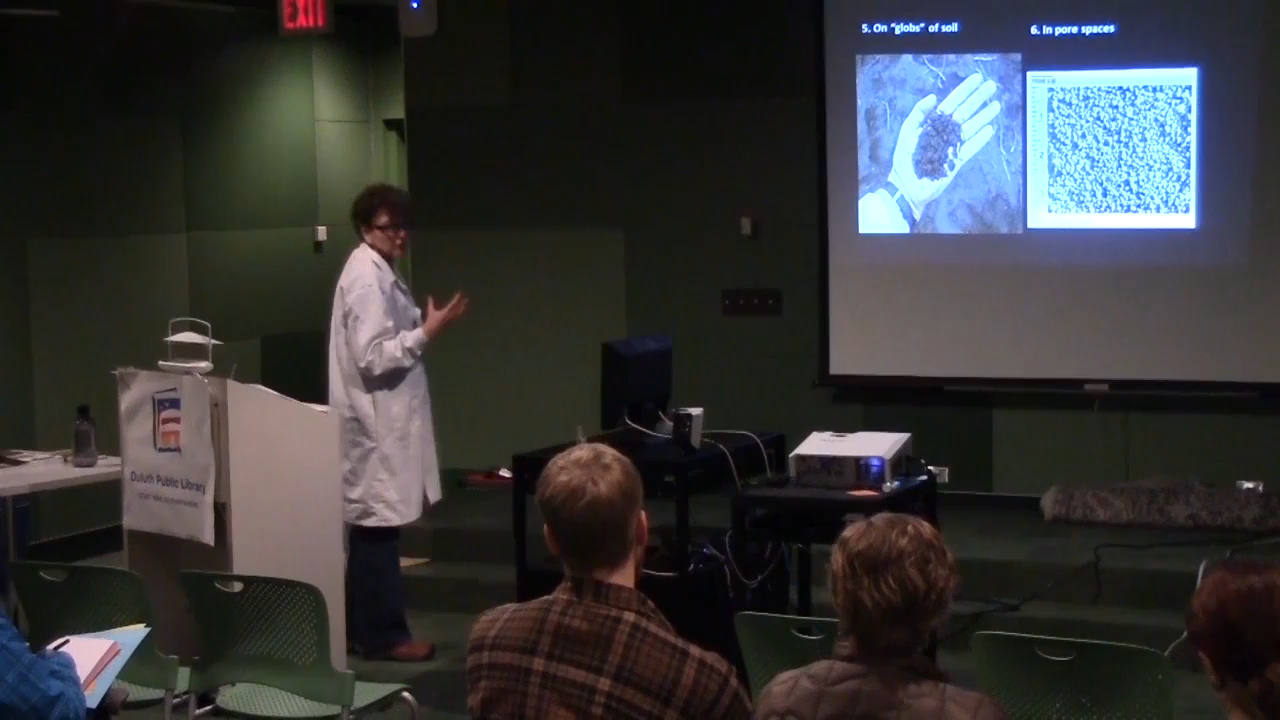 EXIT
5. On "globs" of soil
6. In pore spaces
Duluth Public Library